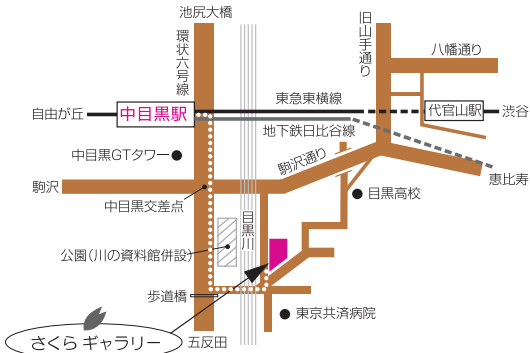 池尻大橋
環状六号線
旧山手通り
八幡通り
東急東横線
自由が丘
中目黒駅
代官山駅
渋谷
地下鉄日比谷線
中目黒GTタワー
駒沢通り
恵比寿
駒沢
目黒高校
中目黒交差点
目黒川
公園(川の資料館併設)
歩道橋
東京共済病院
さくら ギャラリー
五反田